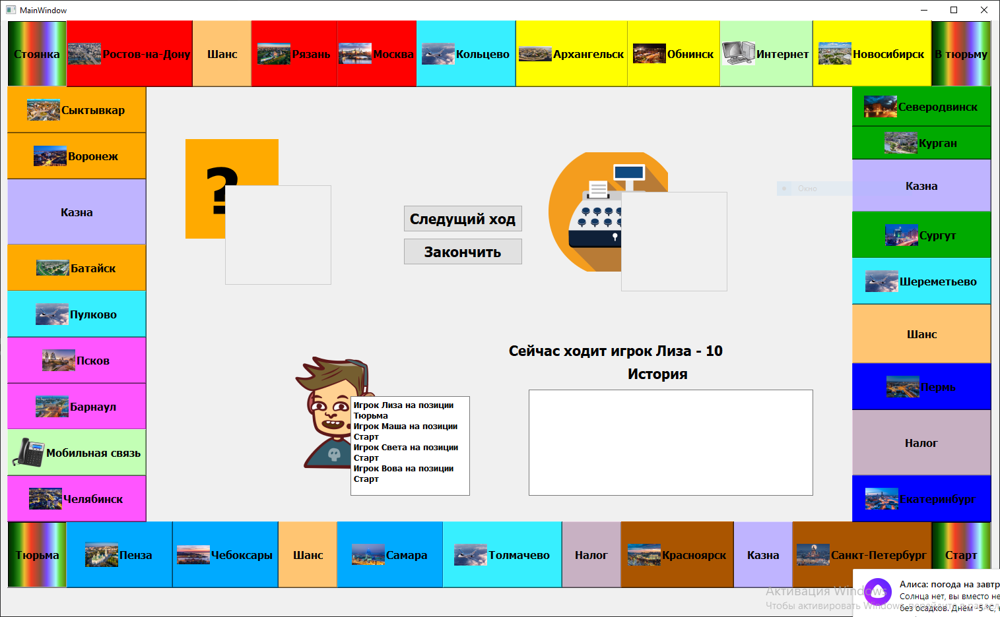 MainWindow
Стоянка
Ростов-на-Дону
Шанс
Рязань
Москва
Кольцево
Архангельск
Обнинск
Интернет
Новосибирск
В тюрьму
Сыктывкар
Северодвинск
Воронеж
Курган
?
Казна
Окно
Казна
Следущий ход
Закончить
Сургут
Батайск
Шереметьево
Пулково
Шанс
Псков
Сейчас ходит игрок Лиза - 10
История
Пермь
Барнаул
Игрок Лиза на позиции
Тюрьма
Игрок Маша на позиции
Старт
Игрок Света на позиции
Старт
Игрок Вова на позиции
Старт
Мобильная связь
Налог
Челябинск
Екатеринбург
Тюрьма
Пенза
Чебоксары
Шанс
Самара
Толмачево
Налог
Красноярск
Казна
Санкт-Петербург
Старт
Активация Windows
Чтобы активировать Windows, перейдите в раздел
Алиса: погода на завтр
Солнца нет, вы вместо не
без осадков. Днём -5 °C,